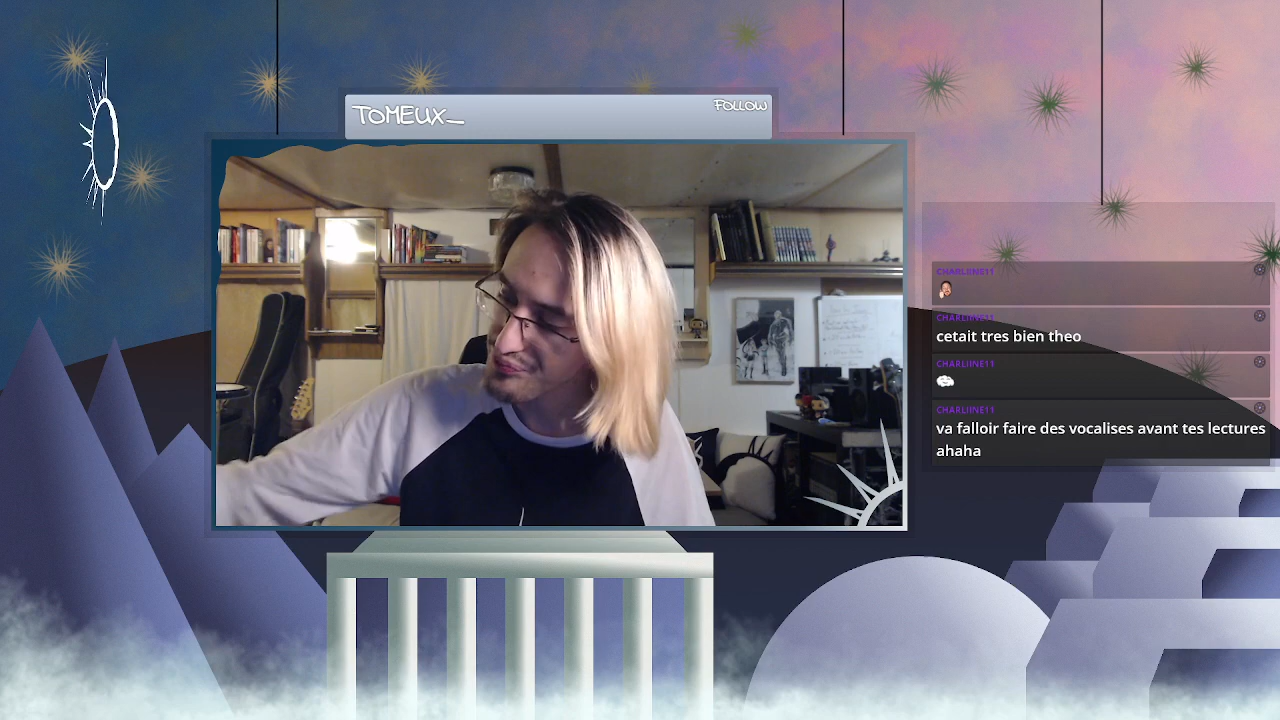 TOMEUX_
FOLLOW
CHARLIINE11
CHARLIINE11
cetait tres bien theo
CHARLIINE11
CHARLIINE11
va falloir faire des vocalises avant tes lectures
ahaha